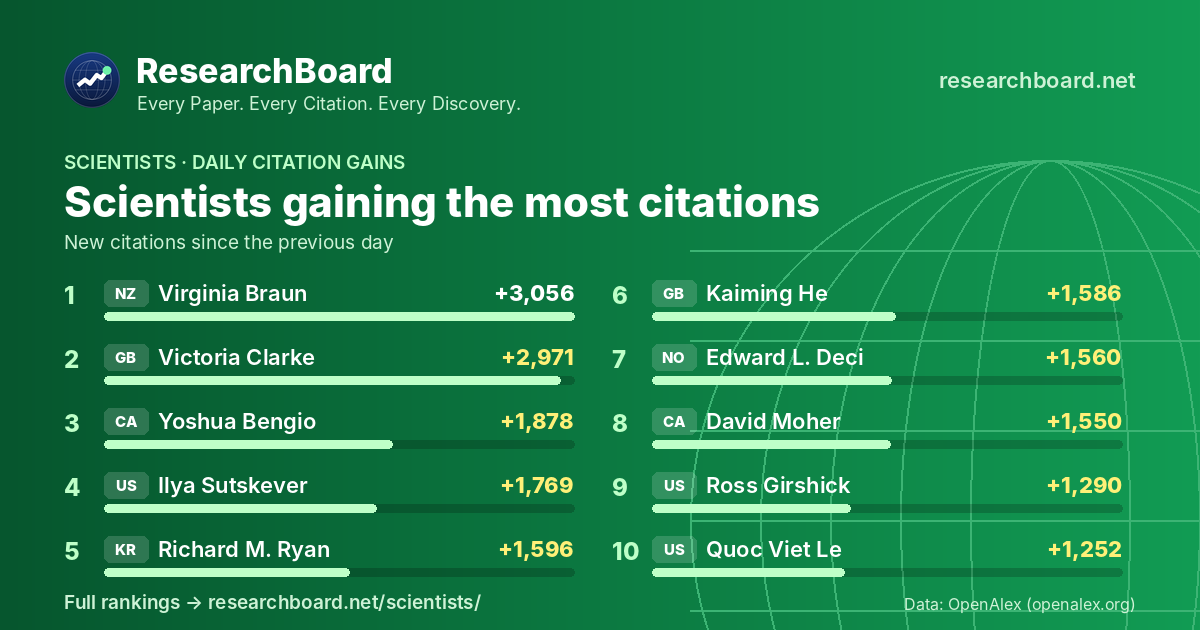 ResearchBoard
Every Paper. Every Citation. Every Discovery.
researchboard.net
SCIENTISTS · DAILY CITATION GAINS
Scientists gaining the most citations
New citations since the previous day
1 NZ Virginia Braun +3,056
2 GB Victoria Clarke +2,971
3 CA Yoshua Bengio +1,878
4 US Ilya Sutskever +1,769
5 KR Richard M. Ryan +1,596
6 GB Kaiming He +1,586
7 NO Edward L. Deci +1,560
8 CA David Moher +1,550
9 US Ross Girshick +1,290
10 US Quoc Viet Le +1,252
Full rankings → researchboard.net/scientists/
Data: OpenAlex (openalex.org)